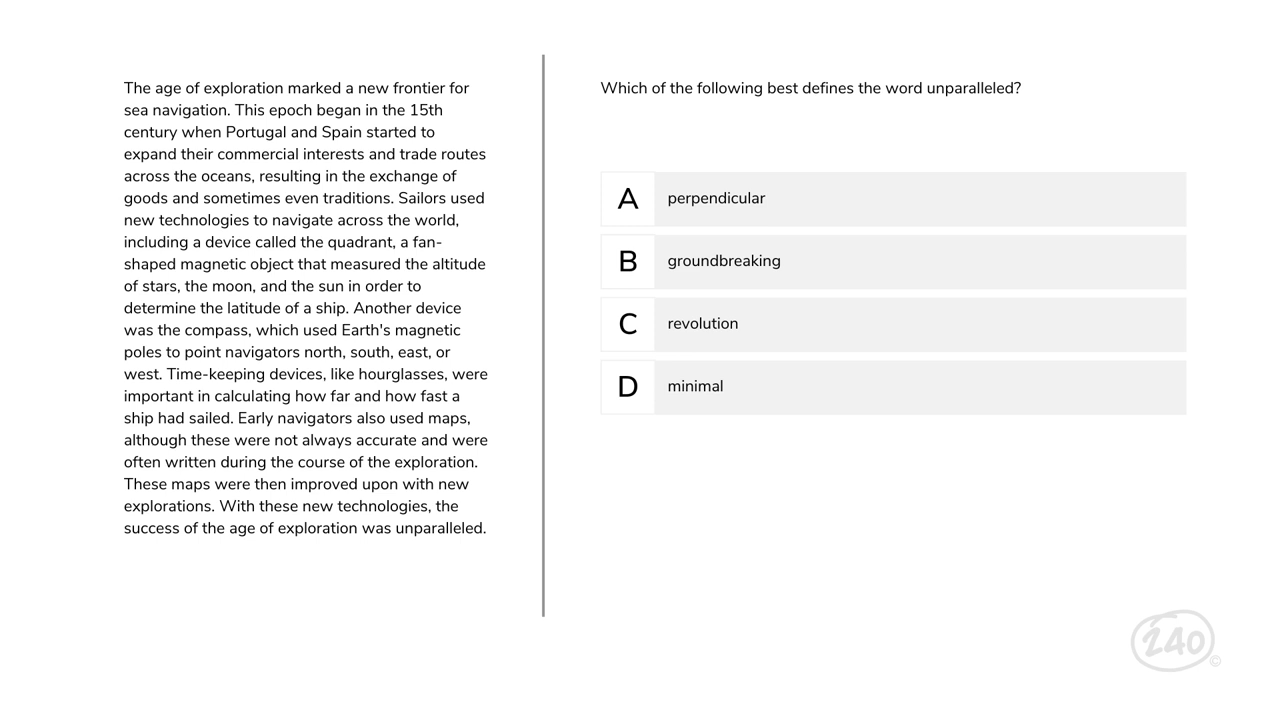 The age of exploration marked a new frontier for
sea navigation. This epoch began in the 15th
century when Portugal and Spain started to
expand their commercial interests and trade routes
across the oceans, resulting in the exchange of
goods and sometimes even traditions. Sailors used
new technologies to navigate across the world,
including a device called the quadrant, a fan-
shaped magnetic object that measured the altitude
of stars, the moon, and the sun in order to
determine the latitude of a ship. Another device
was the compass, which used Earth's magnetic
poles to point navigators north, south, east, or
west. Time-keeping devices, like hourglasses, were
important in calculating how far and how fast a
ship had sailed. Early navigators also used maps,
although these were not always accurate and were
often written during the course of the exploration.
These maps were then improved upon with new
explorations. With these new technologies, the
success of the age of exploration was unparalleled.
Which of the following best defines the word unparalleled?
A perpendicular
B groundbreaking
C revolution
D minimal
240 ©